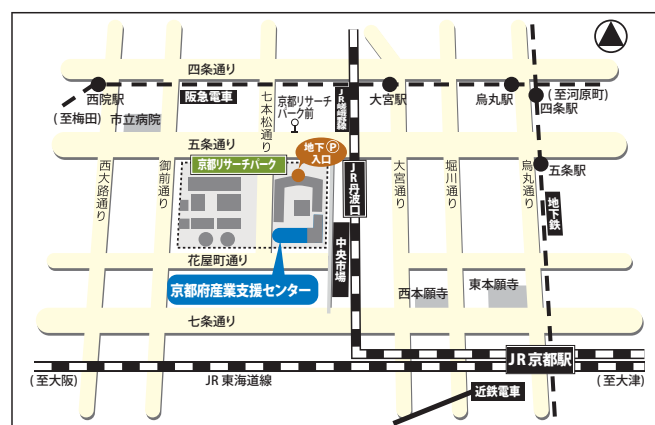 四条通り
西院駅
阪急電車
七本松通り
京都リサーチ
パーク前
JR嵯峨野線
大宮駅
烏丸駅
(至河原町)
四条駅
(至梅田)
市立病院
五条通り
地下Ⓟ
入口
京都リサーチパーク
五条駅
西大路通り
御前通り
JR丹波口
大宮通り
堀川通り
烏丸通り
地下鉄
中央市場
花屋町通り
京都府産業支援センター
西本願寺
東本願寺
七条通り
JR京都駅
(至大阪)
JR東海道線
近鉄電車
(至大津)